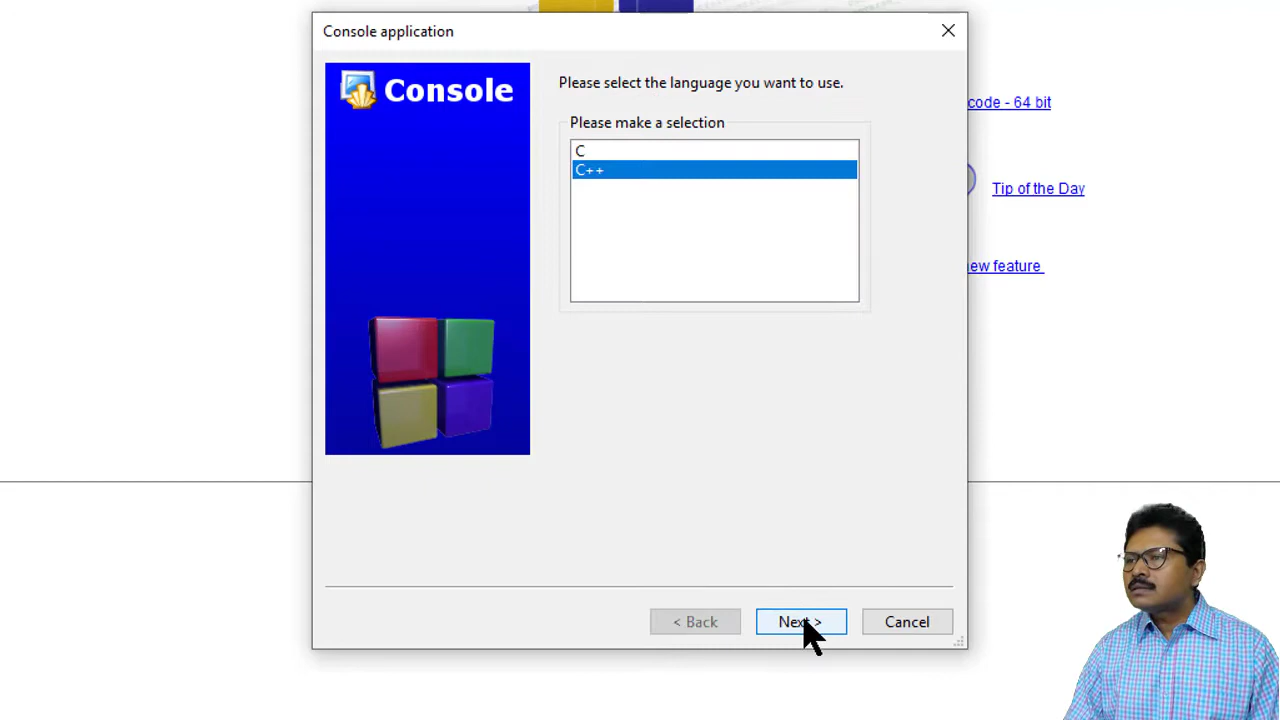 Console application
Console
Please select the language you want to use.
Please make a selection
C
C++
code - 64 bit
Tip of the Day
new feature
< Back
Next >
Cancel